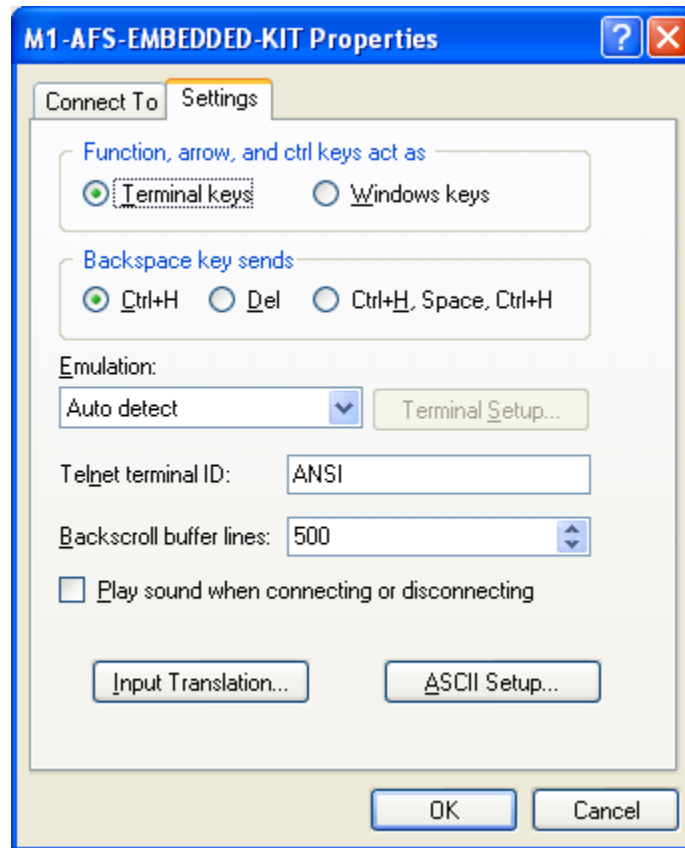 M1-AFS-EMBEDDED-KIT Properties
Connect To Settings
Function, arrow, and ctrl keys act as
Terminal keys Windows keys
Backspace key sends
Ctrl+H Del Ctrl+H, Space, Ctrl+H
Emulation:
Auto detect Terminal Setup...
Telnet terminal ID: ANSI
Backscroll buffer lines: 500
Play sound when connecting or disconnecting
Input Translation... ASCII Setup...
OK Cancel